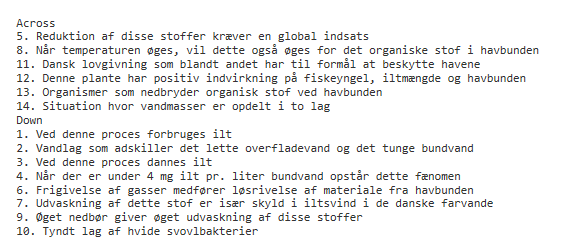 Across
5. Reduktion af disse stoffer kræver en global indsats
8. Når temperaturen øges, vil dette også øges for det organiske stof i havbunden
11. Dansk lovgivning som blandt andet har til formål at beskytte havene
12. Denne plante har positiv indvirkning på fiskeyngel, iltmængde og havbunden
13. Organismer som nedbryder organisk stof ved havbunden
14. Situation hvor vandmasser er opdelt i to lag
Down
1. Ved denne proces forbruges ilt
2. Vandlag som adskiller det lette overfladevand og det tunge bundvand
3. Ved denne proces dannes ilt
4. Når der er under 4 mg ilt pr. liter bundvand opstår dette fænomen
6. Frigivelse af gasser medfører løsrivelse af materiale fra havbunden
7. Udvaskning af dette stof er især skyld i iltsvind i de danske farvande
9. Øget nedbør giver øget udvaskning af disse stoffer
10. Tyndt lag af hvide svovlbakterier